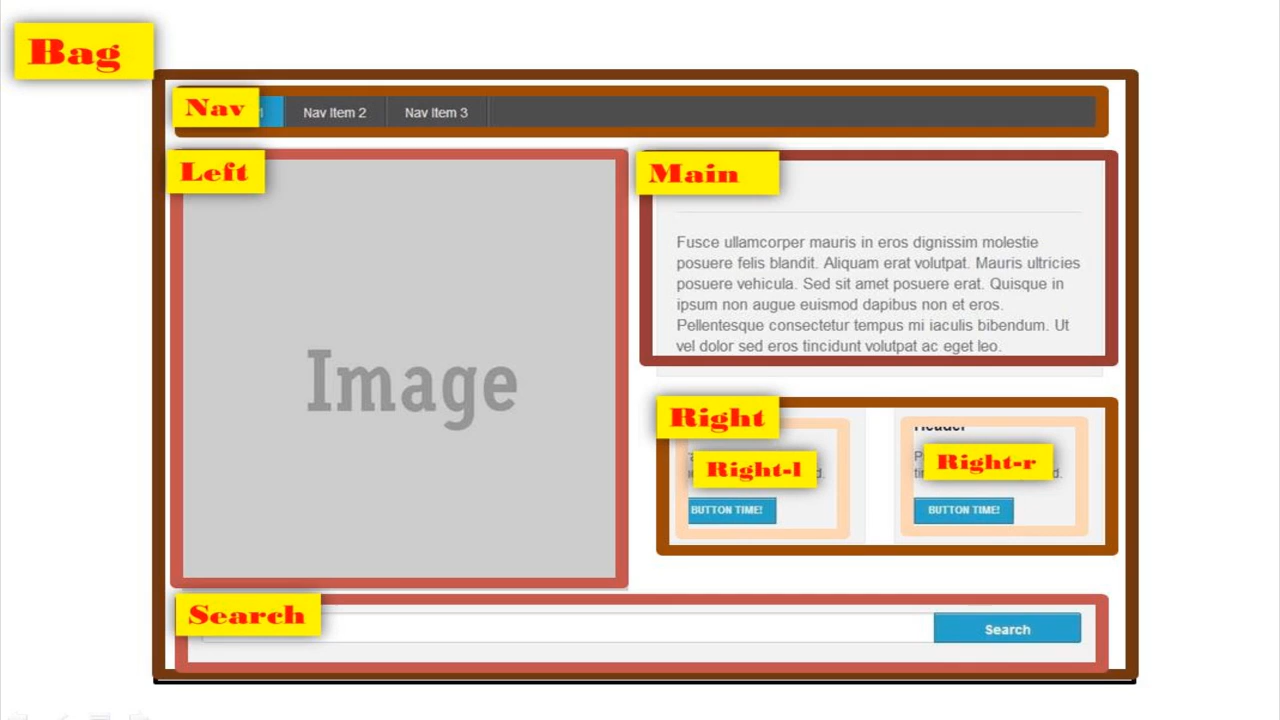 Bag
Nav
Nav Item 2
Nav Item 3
Left
Main
Fusce ullamcorper mauris in eros dignissim molestie
posuere felis blandit. Aliquam erat volutpat. Mauris ultricies
posuere vehicula. Sed sit amet posuere erat. Quisque in
ipsum non augue euismod dapibus non et eros.
Pellentesque consectetur tempus mi iaculis bibendum. Ut
vel dolor sed eros tincidunt volutpat ac eget leo.
Image
Right
Header
Right-l
Right-r
BUTTON TIME!
BUTTON TIME!
Search
Search